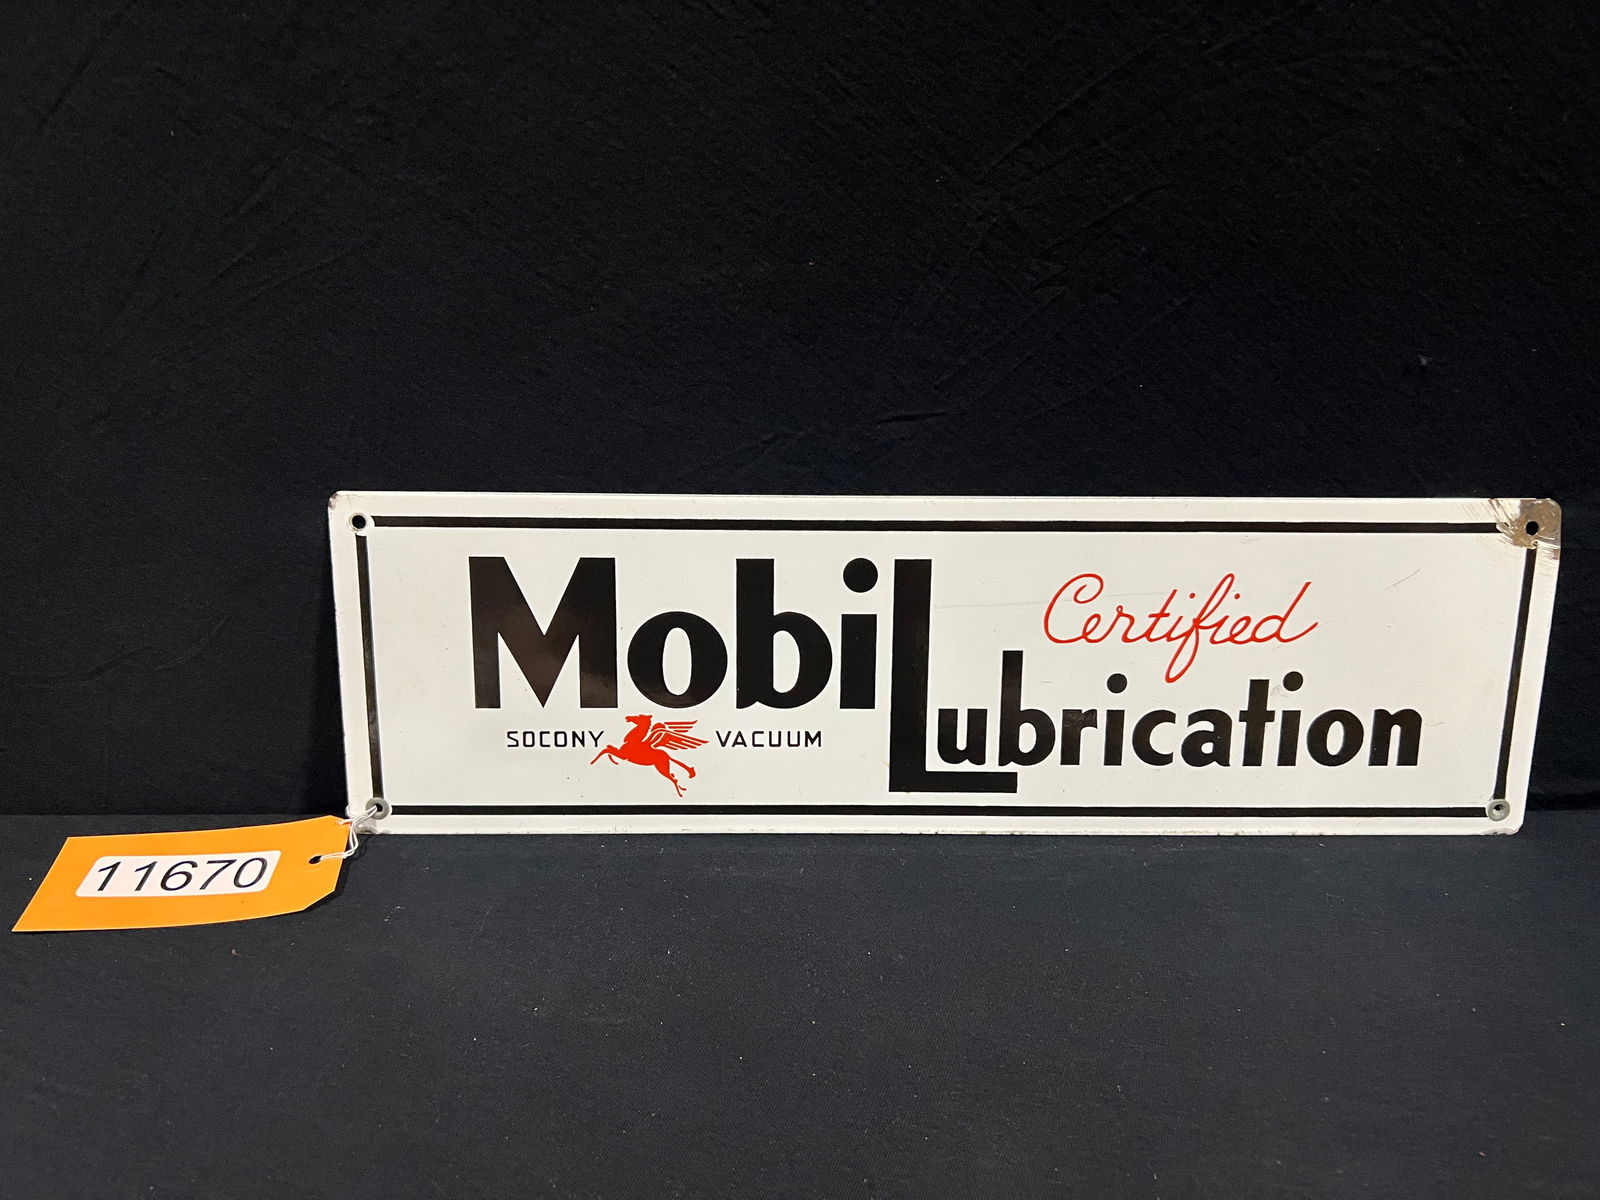 MobiL
Certified
Lubrication
SOCONY VACUUM
11670